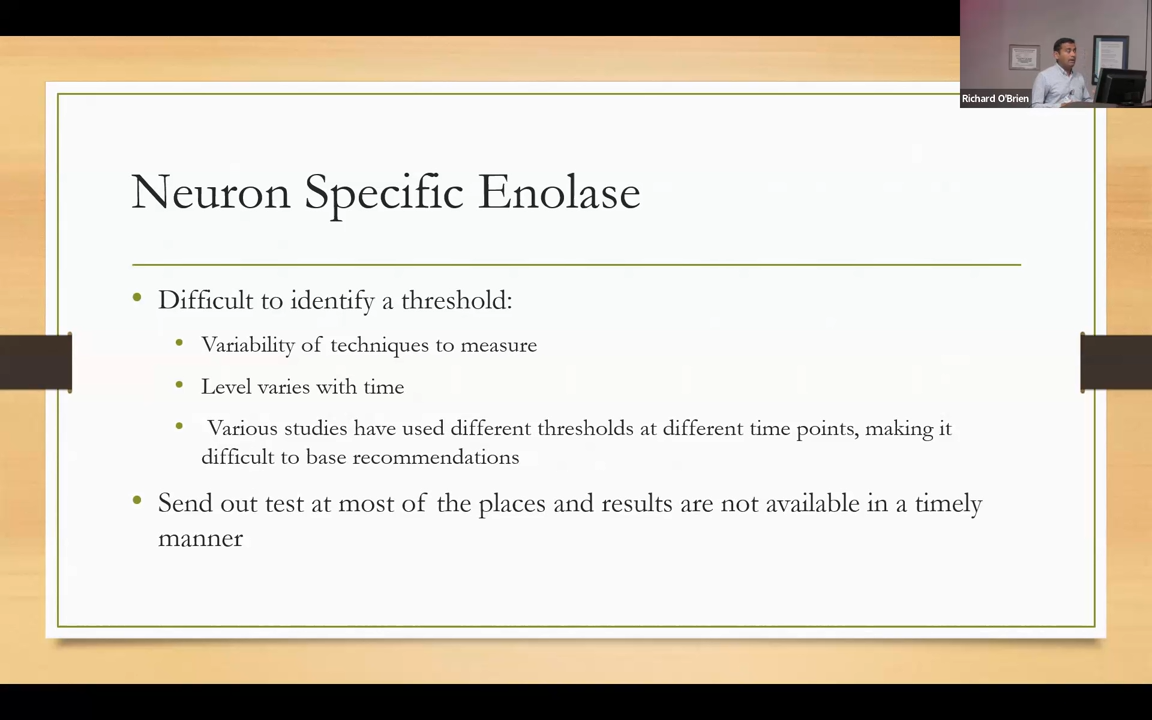 Richard O'Brien
Neuron Specific Enolase
• Difficult to identify a threshold:
• Variability of techniques to measure
• Level varies with time
• Various studies have used different thresholds at different time points, making it
difficult to base recommendations
• Send out test at most of the places and results are not available in a timely
manner